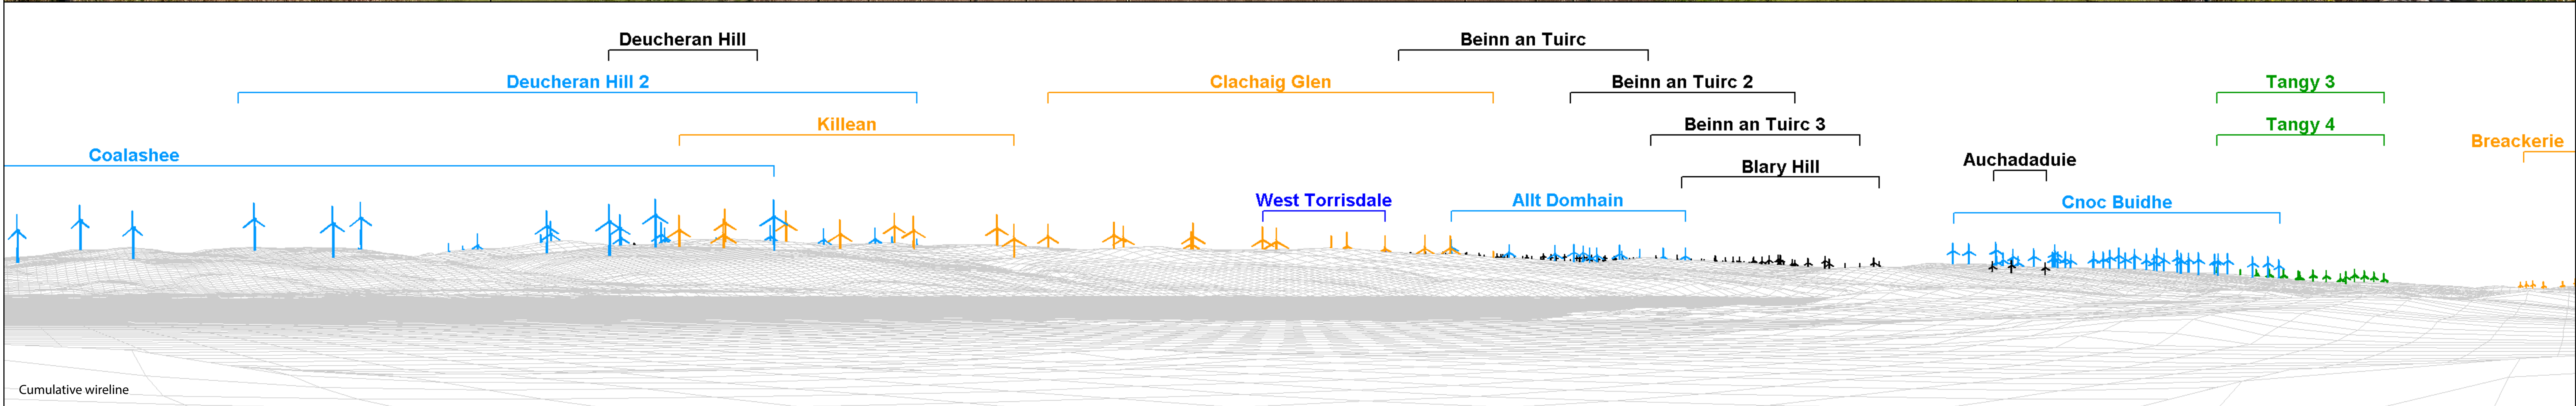 Deucheran Hill
Beinn an Tuirc
Deucheran Hill 2
Clachaig Glen
Beinn an Tuirc 2
Tangy 3
Killean
Beinn an Tuirc 3
Tangy 4
Breackerie
Coalashee
Auchadaduie
Blary Hill
West Torrisdale
Allt Domhain
Cnoc Buidhe
Cumulative wireline